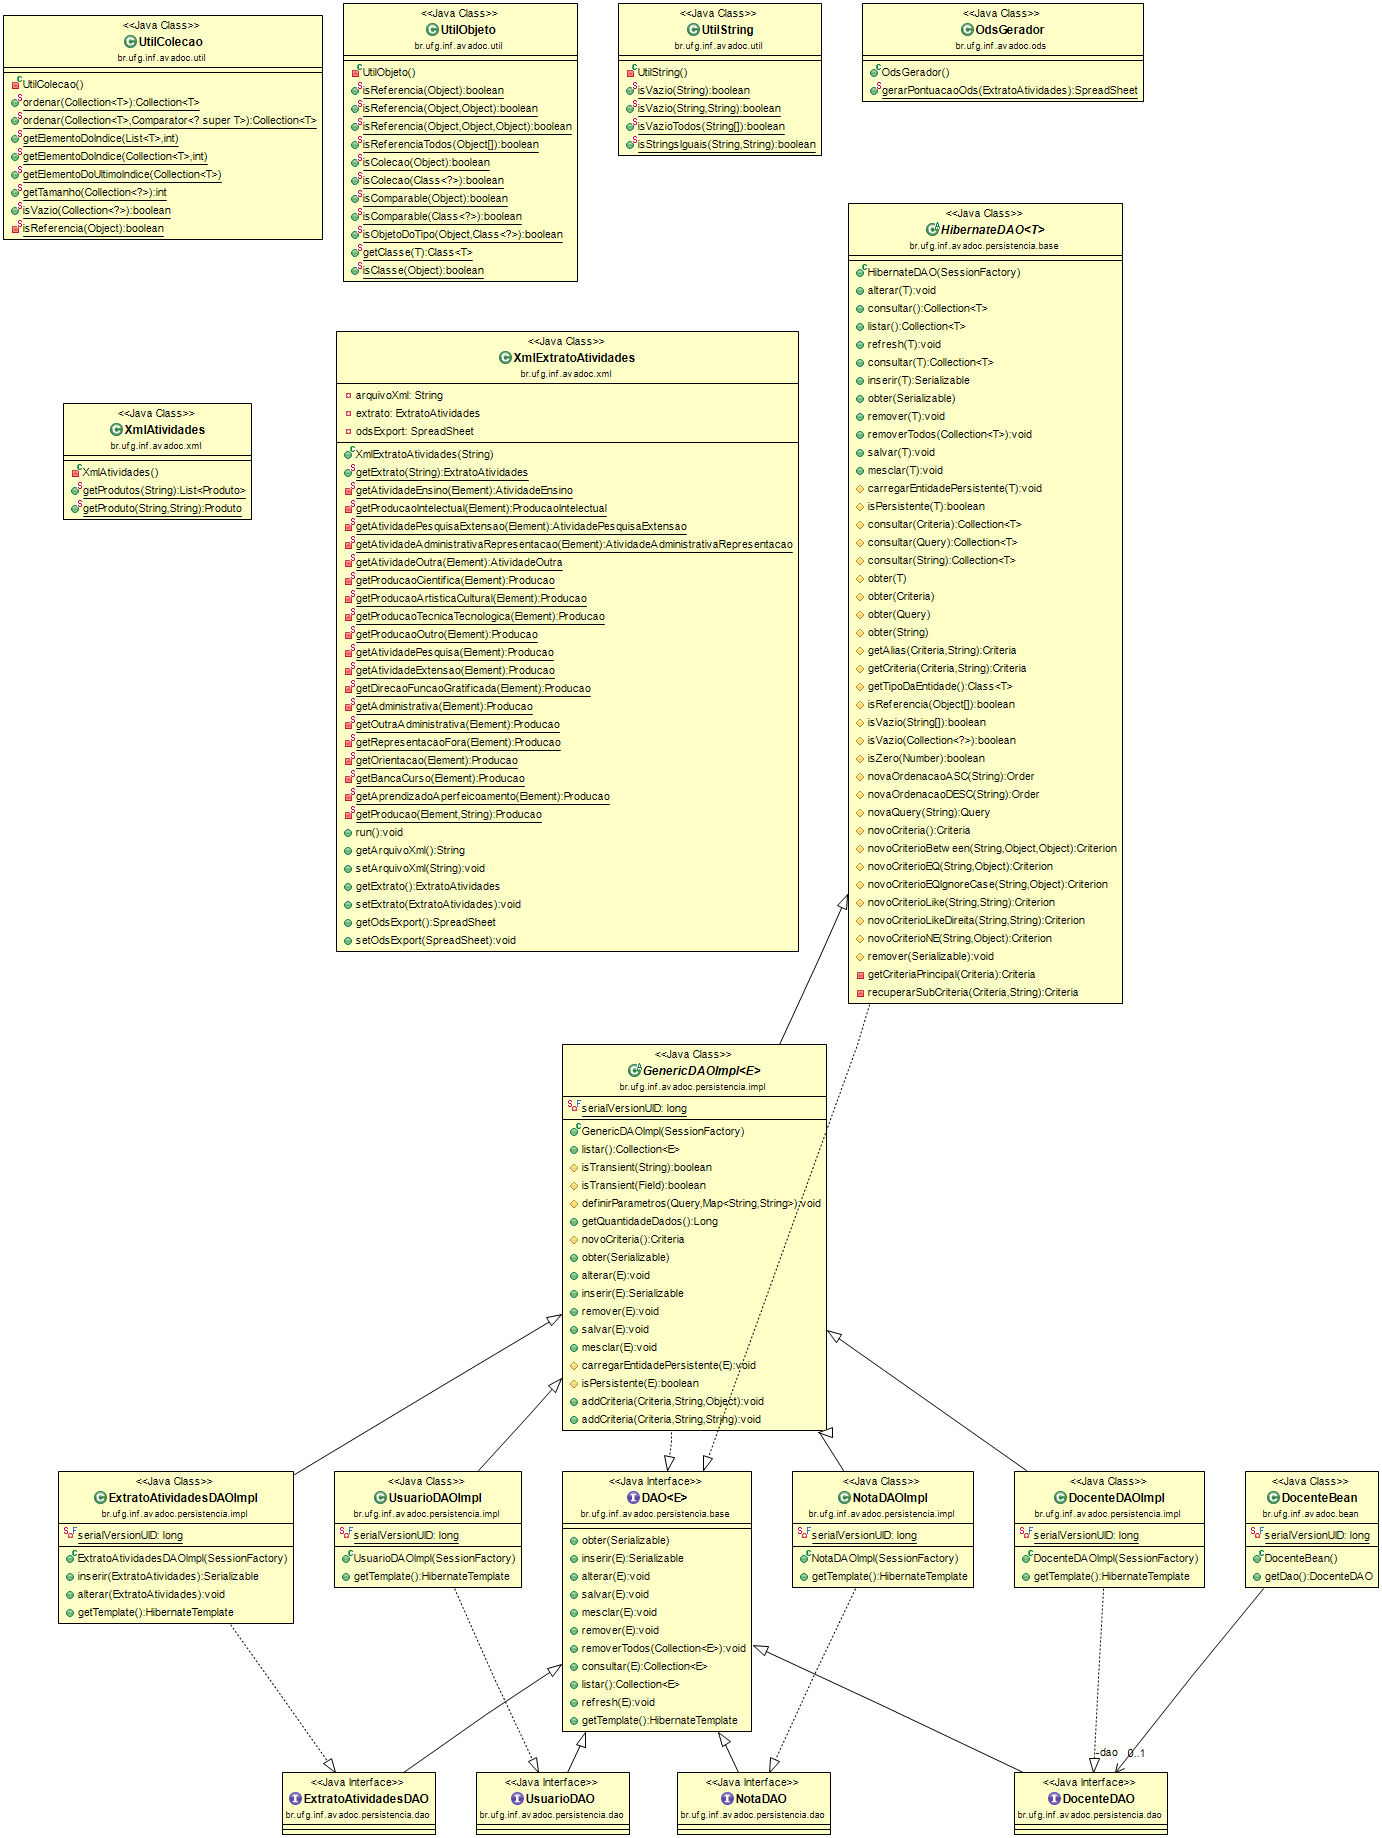 <<Java Class>>
UtilColecao
br.ufg.inf.avadoc.util
UtilColecao()
ordenar(Collection<T>):Collection<T>
ordenar(Collection<T>,Comparator<? super T>):Collection<T>
getElementoDoIndice(List<T>,int)
getElementoDoIndice(Collection<T>,int)
getElementoDoUltimoIndice(Collection<T>)
getTamanho(Collection<?>):int
isVazio(Collection<?>):boolean
isReferencia(Object):boolean
<<Java Class>>
UtilObjeto
br.ufg.inf.avadoc.util
UtilObjeto()
isReferencia(Object):boolean
isReferencia(Object,Object):boolean
isReferencia(Object,Object,Object):boolean
isReferenciaTodos(Object[]):boolean
isColecao(Object):boolean
isColecao(Class<?>):boolean
isComparable(Object):boolean
isComparable(Class<?>):boolean
isObjetoDoTipo(Object,Class<?>):boolean
getClasse(T):Class<T>
isClasse(Object):boolean
<<Java Class>>
UtilString
br.ufg.inf.avadoc.util
UtilString()
isVazio(String):boolean
isVazio(String,String):boolean
isVazioTodos(String[]):boolean
isStringsIguais(String,String):boolean
<<Java Class>>
OdsGerador
br.ufg.inf.avadoc.ods
OdsGerador()
gerarPontuacaoOds(ExtratoAtividades):SpreadSheet
<<Java Class>>
HibernateDAO<T>
br.ufg.inf.avadoc.persistencia.base
HibernateDAO(SessionFactory)
alterar(T):void
consultar():Collection<T>
listar():Collection<T>
refresh(T):void
consultar(T):Collection<T>
inserir(T):Serializable
obter(Serializable)
remover(T):void
removerTodos(Collection<T>):void
salvar(T):void
mesclar(T):void
carregarEntidadePersistente(T):void
isPersistente(T):boolean
consultar(Criteria):Collection<T>
consultar(Query):Collection<T>
consultar(String):Collection<T>
obter(T)
obter(Criteria)
obter(Query)
obter(String)
getAlias(Criteria,String):Criteria
getCriteria(Criteria,String):Criteria
getTipoDaEntidade():Class<T>
isReferencia(Object[]):boolean
isVazio(String[]):boolean
isVazio(Collection<?>):boolean
isZero(Number):boolean
novaOrdenacaoASC(String):Order
novaOrdenacaoDESC(String):Order
novaQuery(String):Query
novoCriteria():Criteria
novoCriterioBetween(String,Object,Object):Criterion
novoCriterioEQ(String,Object):Criterion
novoCriterioEQIgnoreCase(String,Object):Criterion
novoCriterioLike(String,String):Criterion
novoCriterioLikeDireita(String,String):Criterion
novoCriterioNE(String,Object):Criterion
remover(Serializable):void
getCriteriaPrincipal(Criteria):Criteria
recuperarSubCriteria(Criteria,String):Criteria
<<Java Class>>
XmlExtratoAtividades
br.ufg.inf.avadoc.xml
arquivoXml: String
extrato: ExtratoAtividades
odsExport: SpreadSheet
XmlExtratoAtividades(String)
getExtrato(String):ExtratoAtividades
getAtividadeEnsino(Element):AtividadeEnsino
getProducaoIntelectual(Element):ProducaoIntelectual
getAtividadePesquisaExtensao(Element):AtividadePesquisaExtensao
getAtividadeAdministrativaRepresentacao(Element):AtividadeAdministrativaRepresentacao
getAtividadeOutra(Element):AtividadeOutra
getProducaoCientifica(Element):Producao
getProducaoArtisticaCultural(Element):Producao
getProducaoTecnicaTecnologica(Element):Producao
getProducaoOutro(Element):Producao
getAtividadePesquisa(Element):Producao
getAtividadeExtensao(Element):Producao
getDirecaoFuncaoGratificada(Element):Producao
getAdministrativa(Element):Producao
getOutraAdministrativa(Element):Producao
getRepresentacaoFora(Element):Producao
getOrientacao(Element):Producao
getBancaCurso(Element):Producao
getAprendizadoAperfeicoamento(Element):Producao
getProducao(Element,String):Producao
run():void
getArquivoXml():String
setArquivoXml(String):void
getExtrato():ExtratoAtividades
setExtrato(ExtratoAtividades):void
getOdsExport():SpreadSheet
setOdsExport(SpreadSheet):void
<<Java Class>>
XmlAtividades
br.ufg.inf.avadoc.xml
XmlAtividades()
getProdutos(String):List<Produto>
getProduto(String,String):Produto
<<Java Class>>
GenericDAOImpl<E>
br.ufg.inf.avadoc.persistencia.impl
serialVersionUID: long
GenericDAOImpl(SessionFactory)
listar():Collection<E>
isTransient(String):boolean
isTransient(Field):boolean
definirParametros(Query,Map<String,String>):void
getQuantidadeDados():Long
novoCriteria():Criteria
obter(Serializable)
alterar(E):void
inserir(E):Serializable
remover(E):void
salvar(E):void
mesclar(E):void
carregarEntidadePersistente(E):void
isPersistente(E):boolean
addCriteria(Criteria,String,Object):void
addCriteria(Criteria,String,String):void
<<Java Class>>
ExtratoAtividadesDAOImpl
br.ufg.inf.avadoc.persistencia.impl
serialVersionUID: long
ExtratoAtividadesDAOImpl(SessionFactory)
inserir(ExtratoAtividades):Serializable
alterar(ExtratoAtividades):void
getTemplate():HibernateTemplate
<<Java Class>>
UsuarioDAOImpl
br.ufg.inf.avadoc.persistencia.impl
serialVersionUID: long
UsuarioDAOImpl(SessionFactory)
getTemplate():HibernateTemplate
<<Java Interface>>
DAO<E>
br.ufg.inf.avadoc.persistencia.base
obter(Serializable)
inserir(E):Serializable
alterar(E):void
salvar(E):void
mesclar(E):void
remover(E):void
removerTodos(Collection<E>):void
consultar(E):Collection<E>
listar():Collection<E>
refresh(E):void
getTemplate():HibernateTemplate
<<Java Class>>
NotaDAOImpl
br.ufg.inf.avadoc.persistencia.impl
serialVersionUID: long
NotaDAOImpl(SessionFactory)
getTemplate():HibernateTemplate
<<Java Class>>
DocenteDAOImpl
br.ufg.inf.avadoc.persistencia.impl
serialVersionUID: long
DocenteDAOImpl(SessionFactory)
getTemplate():HibernateTemplate
<<Java Class>>
DocenteBean
br.ufg.inf.avadoc.bean
serialVersionUID: long
DocenteBean()
getDao():DocenteDAO
-dao 0..1
<<Java Interface>>
ExtratoAtividadesDAO
br.ufg.inf.avadoc.persistencia.dao
<<Java Interface>>
UsuarioDAO
br.ufg.inf.avadoc.persistencia.dao
<<Java Interface>>
NotaDAO
br.ufg.inf.avadoc.persistencia.dao
<<Java Interface>>
DocenteDAO
br.ufg.inf.avadoc.persistencia.dao